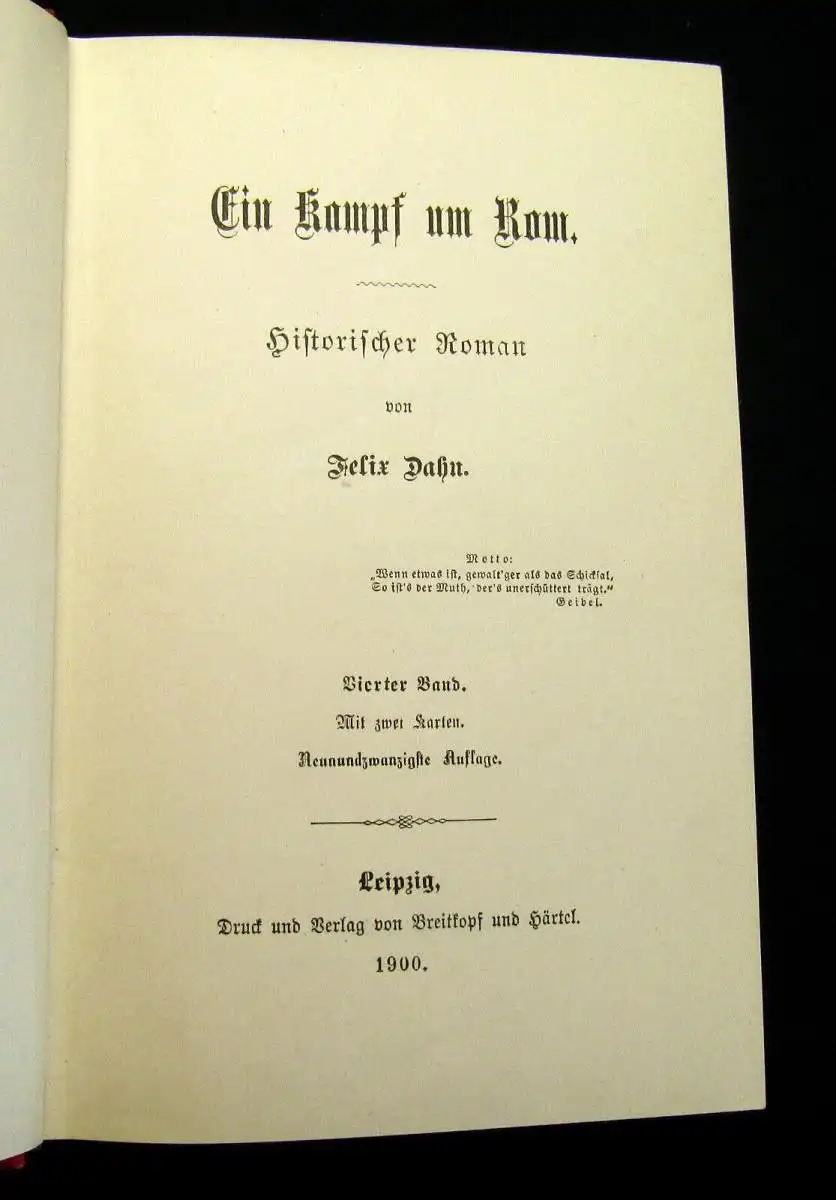 Ein Kampf um Rom.
Historischer Roman
von
Felix Dahn.
Motto:
„Wenn etwas ist, gewalt'ger als das Schicksal,
So ist's der Muth, der's unerschüttert trägt.“
Geibel.
Vierter Band.
Mit zwei Karten.
Neunundzwanzigste Auflage.
Leipzig,
Druck und Verlag von Breitkopf und Härtel.
1900.